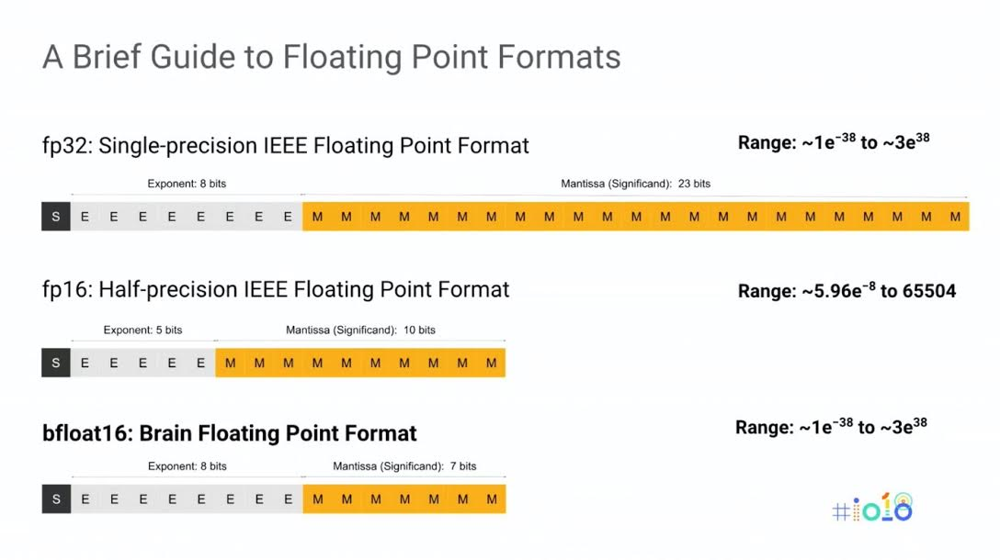 A Brief Guide to Floating Point Formats
fp32: Single-precision IEEE Floating Point Format
Range: ~1e⁻³⁸ to ~3e³⁸
Exponent: 8 bits
Mantissa (Significand): 23 bits
S E E E E E E E E M M M M M M M M M M M M M M M M M M M M M M M
fp16: Half-precision IEEE Floating Point Format
Range: ~5.96e⁻⁸ to 65504
Exponent: 5 bits
Mantissa (Significand): 10 bits
S E E E E E M M M M M M M M M M
bfloat16: Brain Floating Point Format
Range: ~1e⁻³⁸ to ~3e³⁸
Exponent: 8 bits
Mantissa (Significand): 7 bits
S E E E E E E E E M M M M M M M
#io18